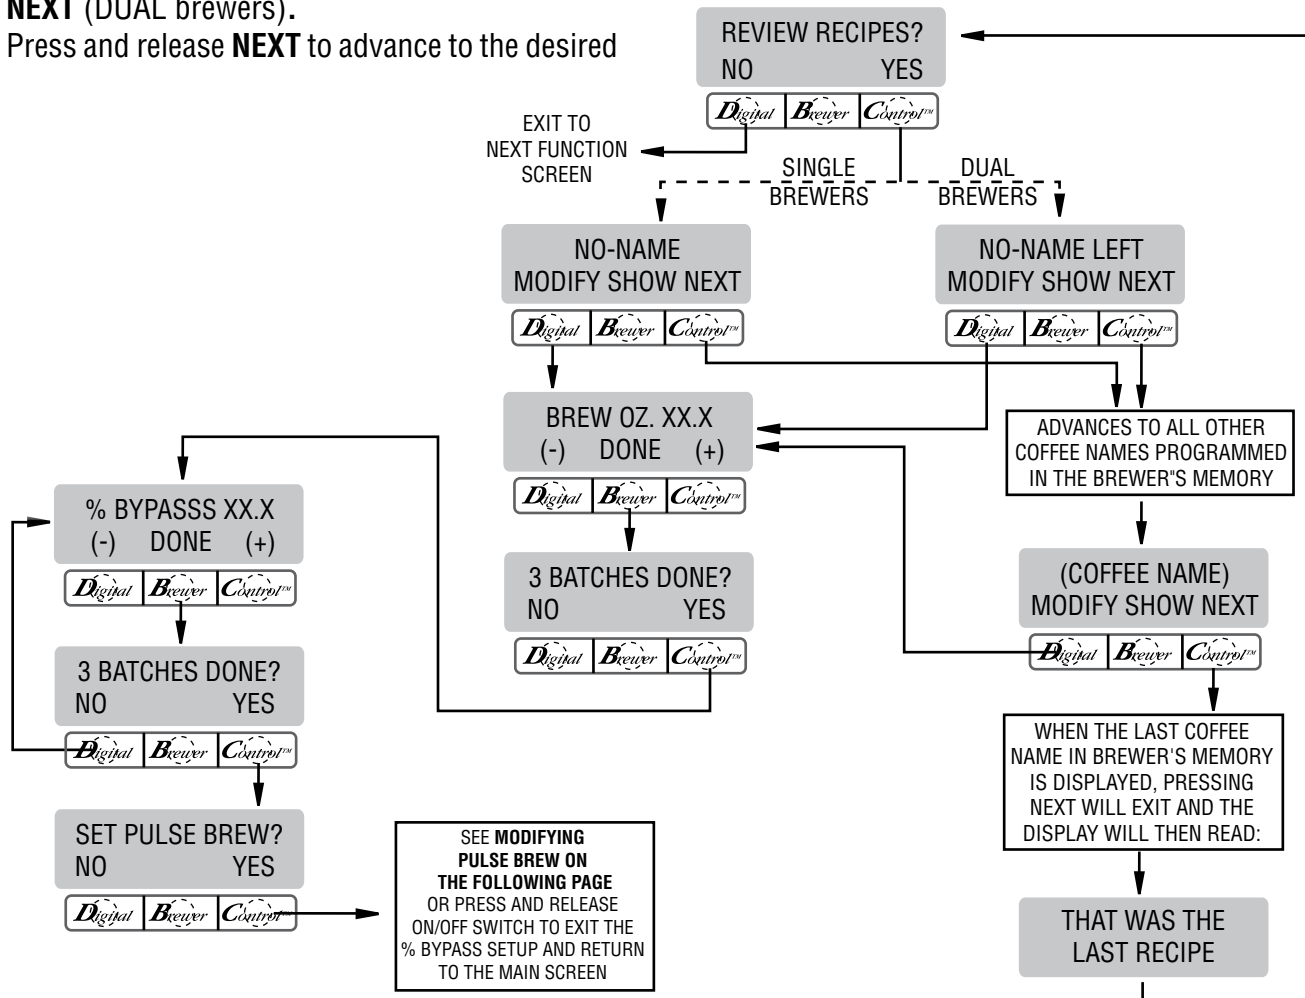 NEXT (DUAL brewers).
Press and release NEXT to advance to the desired
REVIEW RECIPES?
NO YES
Digital Brewer Control™
EXIT TO
NEXT FUNCTION
SCREEN
SINGLE
BREWERS
DUAL
BREWERS
NO-NAME
MODIFY SHOW NEXT
Digital Brewer Control™
NO-NAME LEFT
MODIFY SHOW NEXT
Digital Brewer Control™
BREW OZ. XX.X
(-) DONE (+)
Digital Brewer Control™
ADVANCES TO ALL OTHER
COFFEE NAMES PROGRAMMED
IN THE BREWER"S MEMORY
% BYPASSS XX.X
(-) DONE (+)
Digital Brewer Control™
3 BATCHES DONE?
NO YES
Digital Brewer Control™
(COFFEE NAME)
MODIFY SHOW NEXT
Digital Brewer Control™
3 BATCHES DONE?
NO YES
Digital Brewer Control™
WHEN THE LAST COFFEE
NAME IN BREWER'S MEMORY
IS DISPLAYED, PRESSING
NEXT WILL EXIT AND THE
DISPLAY WILL THEN READ:
SET PULSE BREW?
NO YES
Digital Brewer Control™
SEE MODIFYING
PULSE BREW ON
THE FOLLOWING PAGE
OR PRESS AND RELEASE
ON/OFF SWITCH TO EXIT THE
% BYPASS SETUP AND RETURN
TO THE MAIN SCREEN
THAT WAS THE
LAST RECIPE